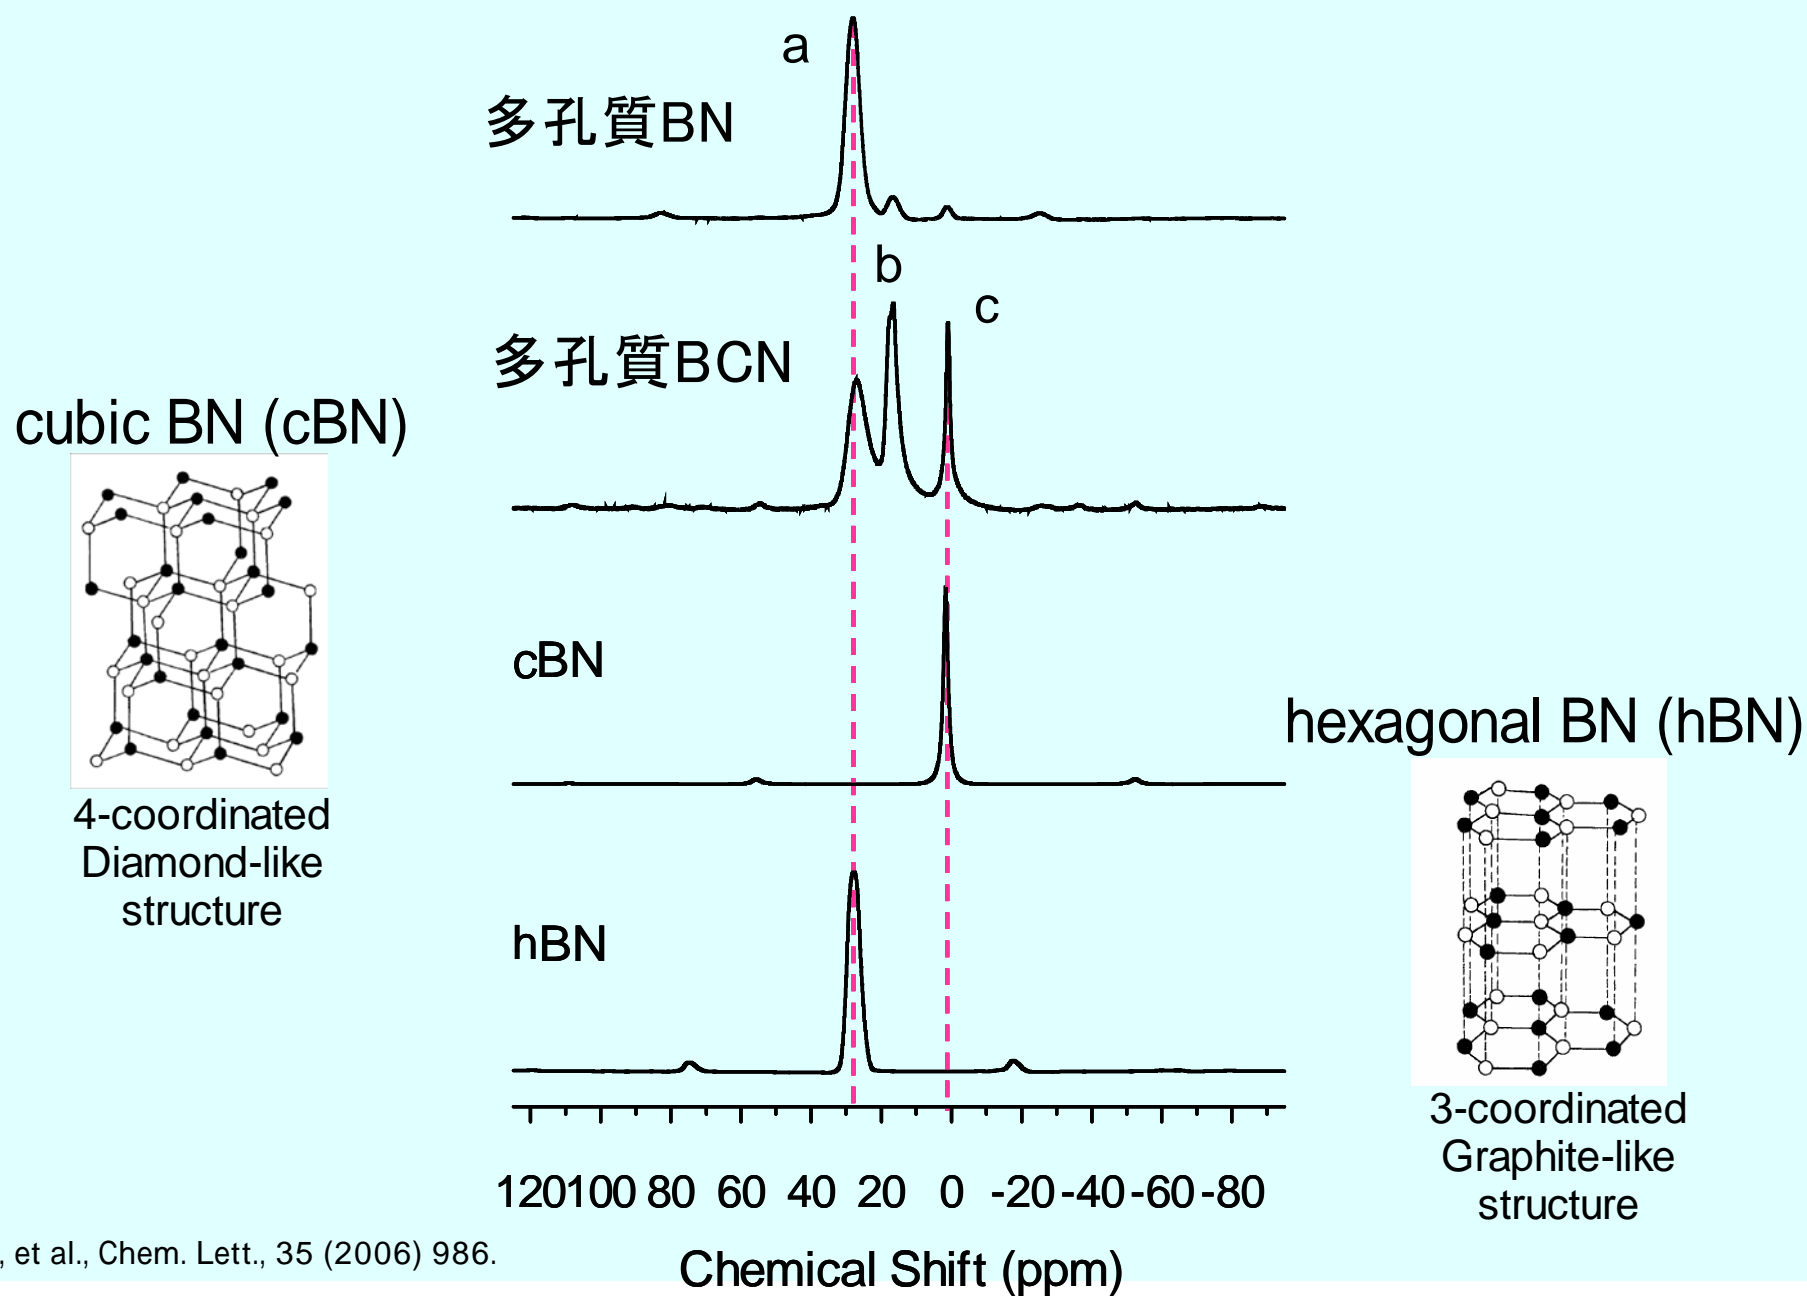 a
多孔質BN
b
c
多孔質BCN
cubic BN (cBN)
4-coordinated
Diamond-like
structure
cBN
hexagonal BN (hBN)
3-coordinated
Graphite-like
structure
hBN
120 100 80 60 40 20 0 -20 -40 -60 -80
Chemical Shift (ppm)
, et al., Chem. Lett., 35 (2006) 986.